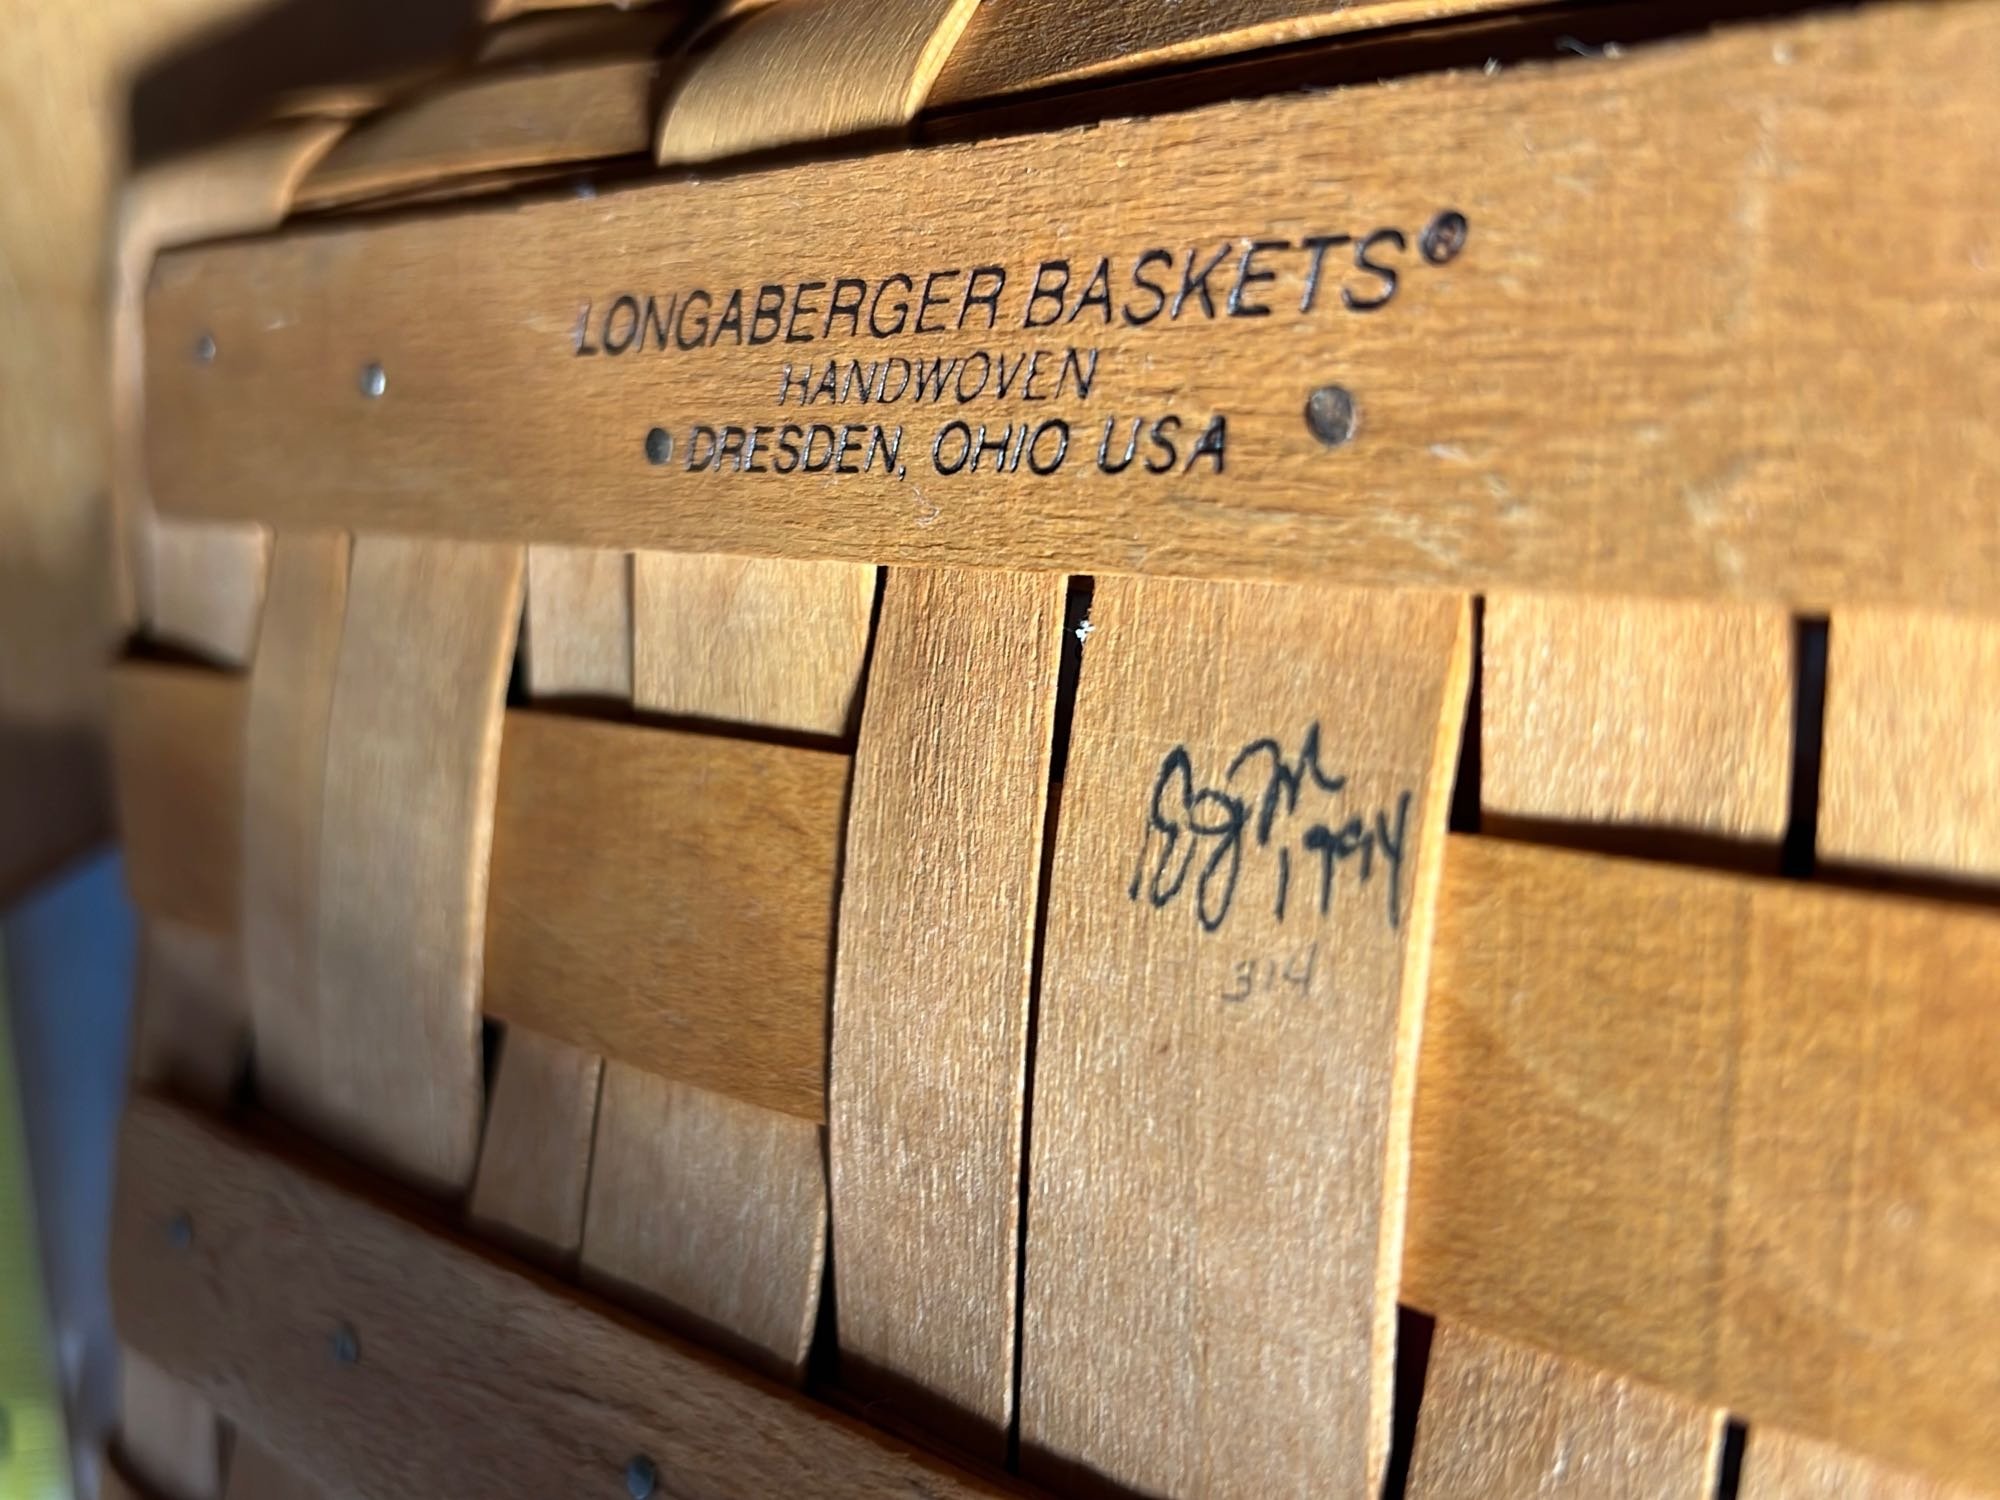 LONGABERGER BASKETS®
HANDWOVEN
DRESDEN, OHIO USA
1994
314